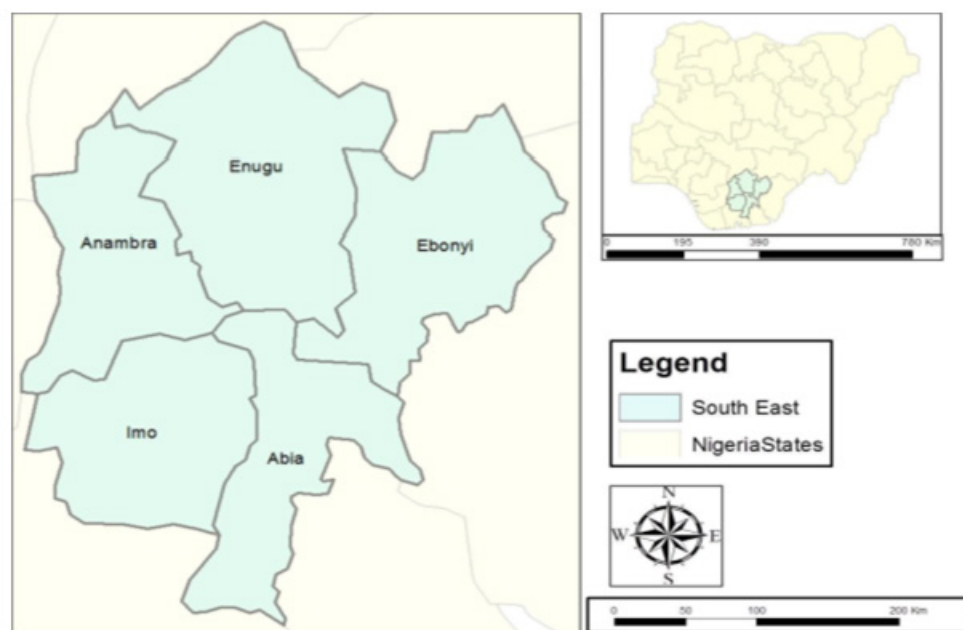 Enugu
Anambra
Ebonyi
Imo
Abia
0 195 390 780 Km
Legend
South East
NigeriaStates
N
W E
S
0 50 100 200 Km